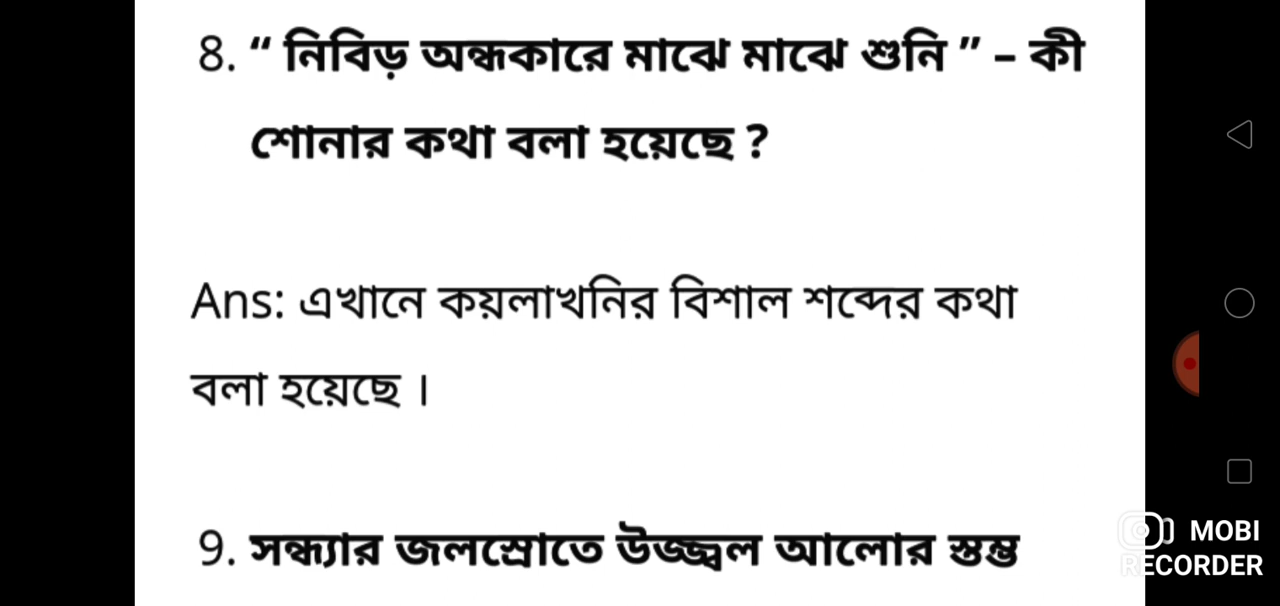 8. “ নিবিড় অন্ধকারে মাঝে মাঝে শুনি ” – কী
শোনার কথা বলা হয়েছে ?
Ans: এখানে কয়লাখনির বিশাল শব্দের কথা
বলা হয়েছে ।
9. সন্ধ্যার জলস্রোতে উজ্জ্বল আলোর স্তম্ভ
MOBI
RECORDER